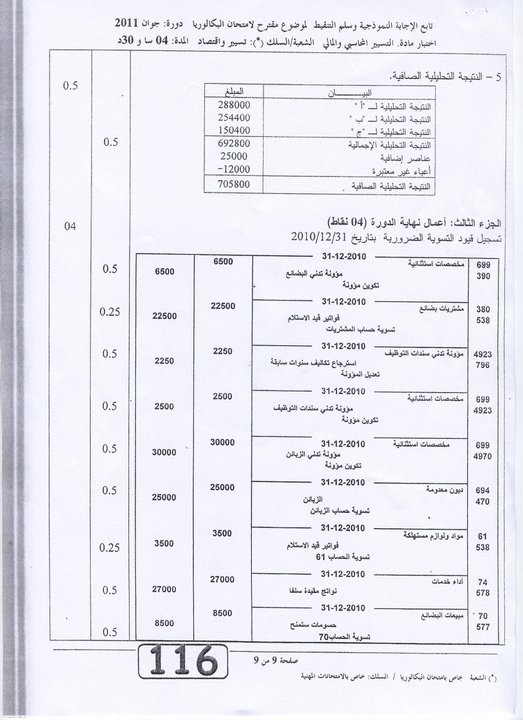 تابع الإجابة النموذجية وسلم التنقيط لموضوع مقترح لامتحان البكالوريا   دورة: جوان 2011
اختبار مادة: التسيير المحاسبي والمالي   الشعبة/السلك (*): تسيير واقتصاد   المدة: 04 سا و 30د
5 – النتيجة التحليلية الصافية.
0.5
البيــــــان   المبلغ
النتيجة التحليلية لــ "أ"   288000
النتيجة التحليلية لــ "ب"   254400
النتيجة التحليلية لــ "ج"   150400
0.5
النتيجة التحليلية الإجمالية   692800
عناصر إضافية   25000
أعباء غير معتبرة   -12000
النتيجة التحليلية الصافية   705800
الجزء الثالث: أعمال نهاية الدورة (04 نقاط)   04
تسجيل قيود التسوية الضرورية بتاريخ 2010/12/31
31-12-2010
699   مخصصات استثنائية   6500   0.5
390   مؤونة تدني البضائع   6500
تكوين مؤونة
31-12-2010
380   مشتريات بضائع   22500   0.25
538   فواتير قيد الاستلام   22500
تسوية حساب المشتريات
31-12-2010
4923   مؤونة تدني سندات التوظيف   2250   0.5
796   استرجاع تكاليف سنوات سابقة   2250
تعديل المؤونة
31-12-2010
699   مخصصات استثنائية   2500
4923   مؤونة تدني سندات التوظيف   2500   0.5
تكوين مؤونة
31-12-2010
699   مخصصات استثنائية   30000
4970   مؤونة تدني الزبائن   30000   0.5
تكوين مؤونة
31-12-2010
694   ديون معدومة   25000   0.5
470   الزبائن   25000
تسوية حساب الزبائن
31-12-2010
61   مواد ولوازم مستهلكة   3500
538   فواتير قيد الاستلام   3500   0.25
تسوية الحساب 61
31-12-2010
74   أداء خدمات   27000
578   نواتج مقيدة سلفا   27000   0.5
31-12-2010
70   مبيعات البضائع   8500
577   حسومات ستمنح   8500
تسوية الحساب70   0.5
116
صفحة 9 من 9
(*) الشعبة خاص بامتحان البكالوريا / السلك: خاص بالامتحانات المهنية